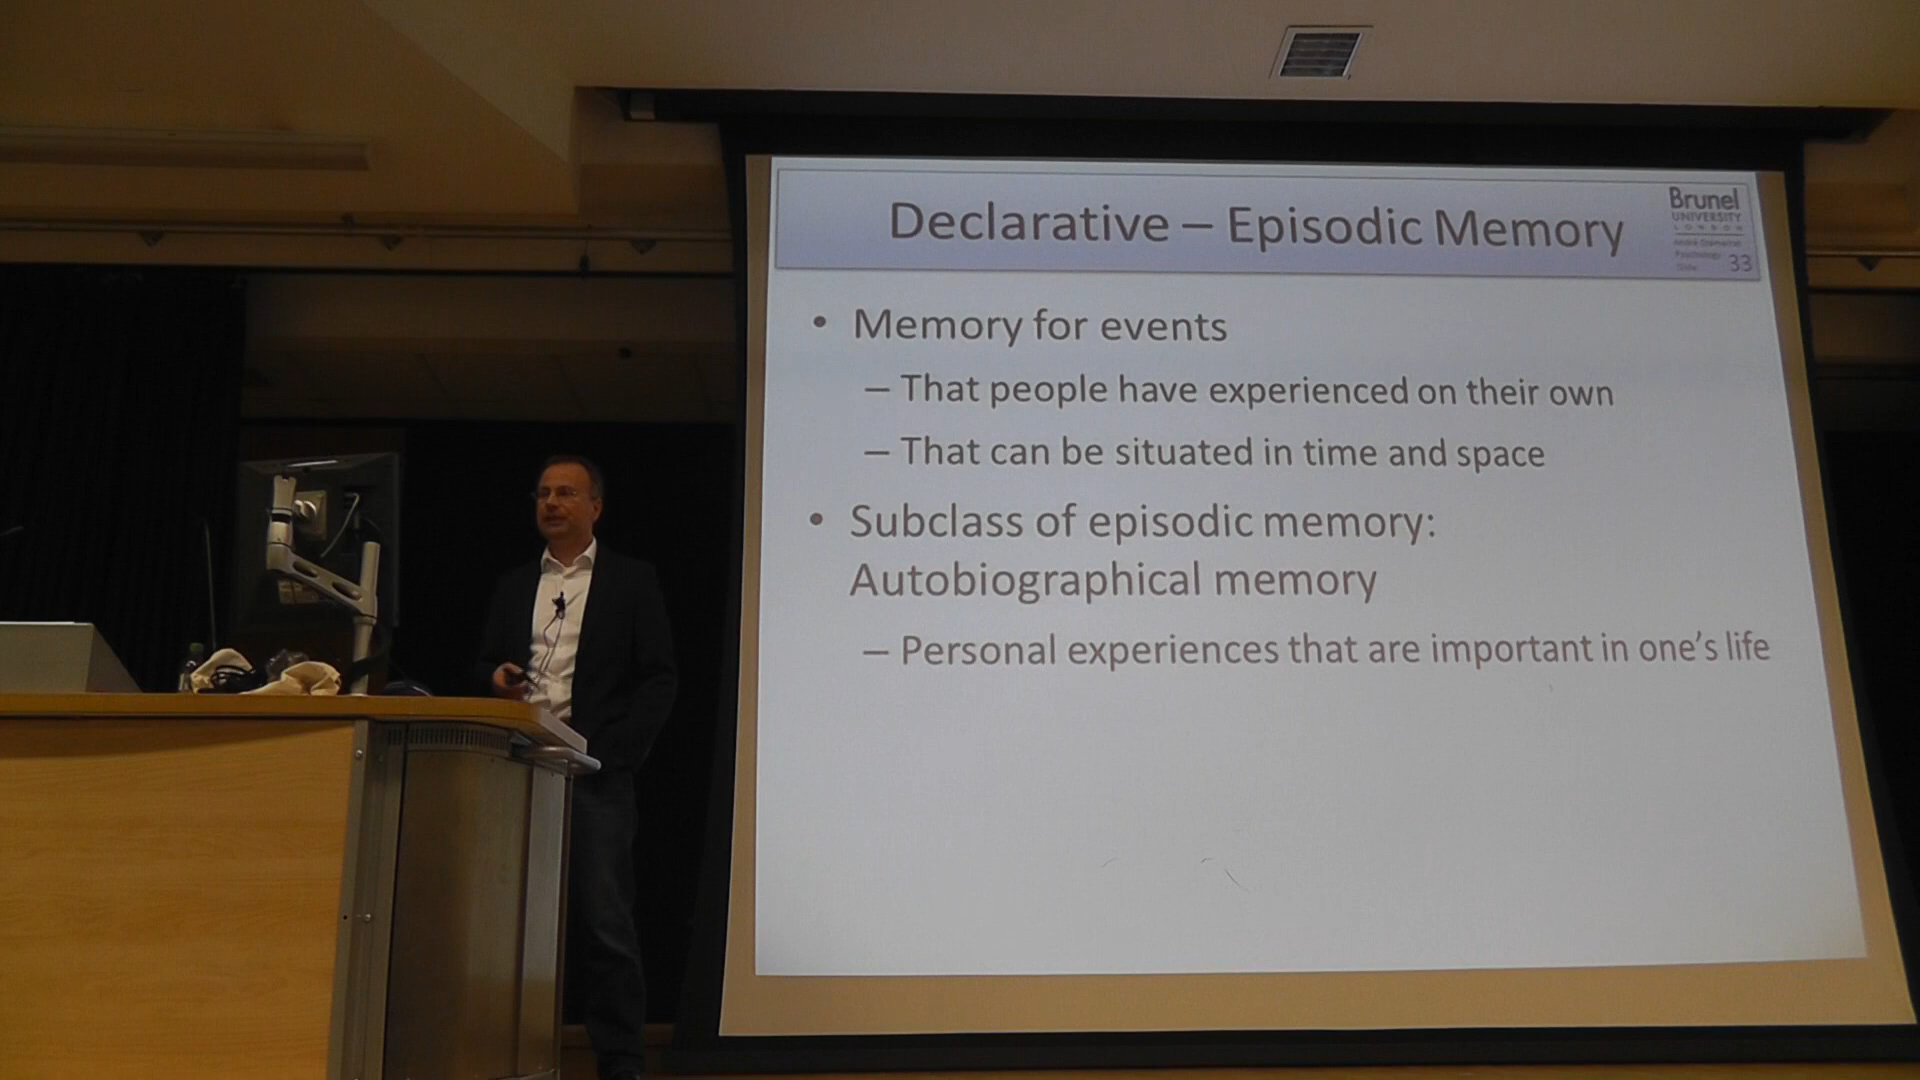 Declarative – Episodic Memory
Brunel
UNIVERSITY
LONDON
Psychology
33
• Memory for events
– That people have experienced on their own
– That can be situated in time and space
• Subclass of episodic memory:
Autobiographical memory
– Personal experiences that are important in one's life